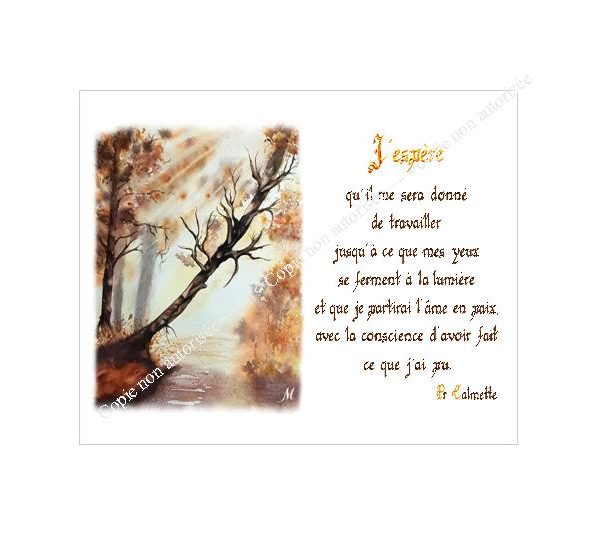 J'espère
qu'il me sera donné
de travailler
jusqu'à ce que mes yeux
se ferment à la lumière
et que je partirai l'âme en paix,
avec la conscience d'avoir fait
ce que j'ai pu.
Pr Calmette
M
Copie non autorisée
Copie non autorisée
Copie non autorisée